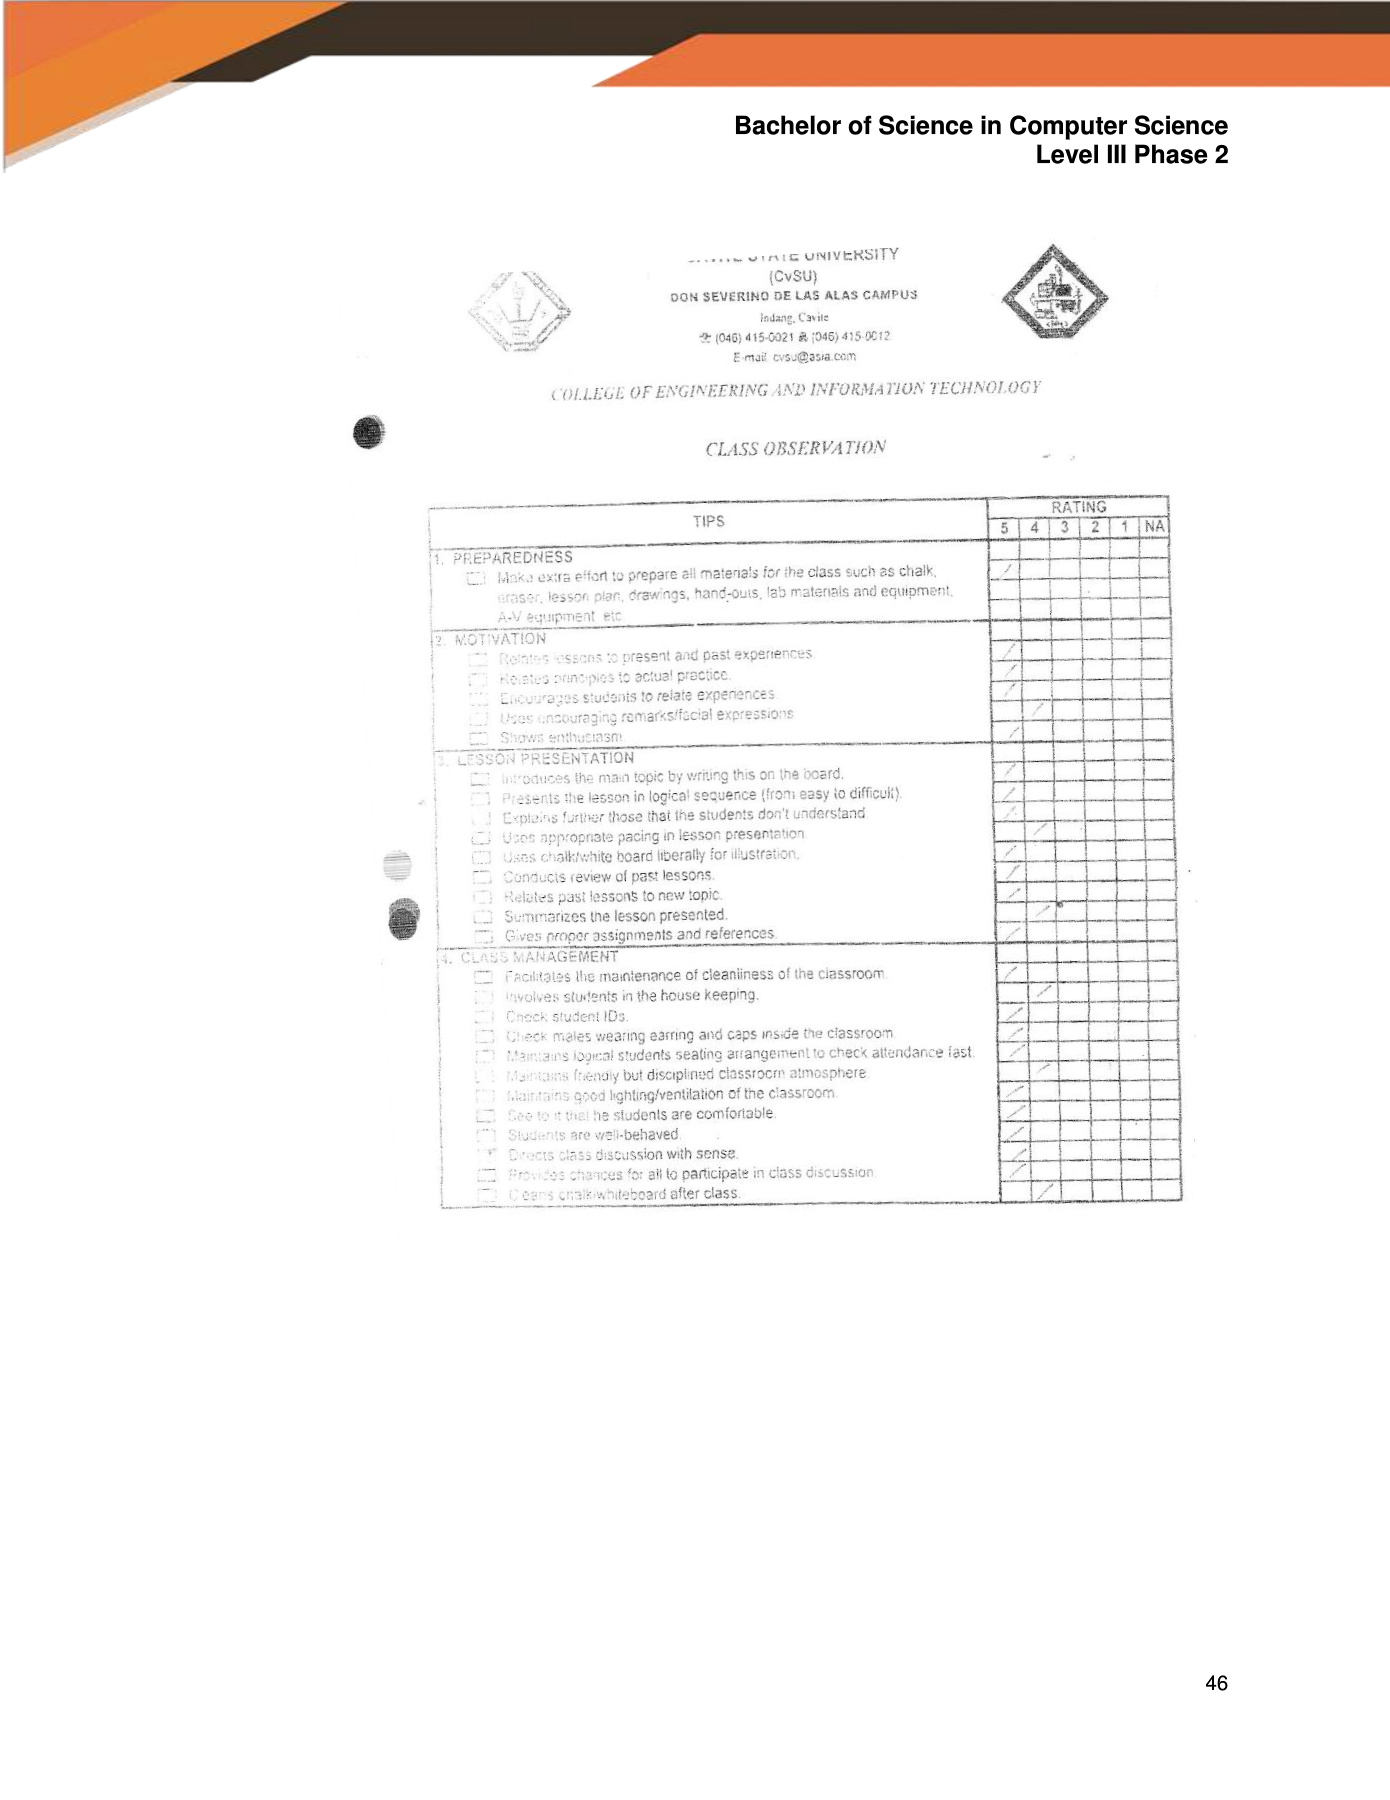 Bachelor of Science in Computer Science
Level III Phase 2
STATE UNIVERSITY
(CvSU)
DON SEVERINO DE LAS ALAS CAMPUS
Indang, Cavite
(046) 415-0021 (046) 415-0012
E-mail cvsu@asia.com
COLLEGE OF ENGINEERING AND INFORMATION TECHNOLOGY
CLASS OBSERVATION
TIPS
RATING
5 4 3 2 1 NA
1. PREPAREDNESS
Make extra effort to prepare all materials for the class such as chalk,
eraser, lesson plan, drawings, hand-outs, lab materials and equipment,
A-V equipment etc
2. MOTIVATION
Relates lessons to present and past experiences
Relates principles to actual practice.
Encourages students to relate experiences
Uses encouraging remarks/facial expressions
Shows enthusiasm
3. LESSON PRESENTATION
Introduces the main topic by writing this on the board.
Presents the lesson in logical sequence (from easy to difficult).
Explains further those that the students don't understand
Uses appropriate pacing in lesson presentation
Uses chalk/white board liberally for illustration.
Conducts review of past lessons.
Relates past lessons to new topic.
Summarizes the lesson presented.
Gives proper assignments and references.
4. CLASS MANAGEMENT
Facilitates the maintenance of cleanliness of the classroom
Involves students in the house keeping.
Check student IDs.
Check males wearing earring and caps inside the classroom
Maintains logical students seating arrangement to check attendance fast.
Maintains friendly but disciplined classroom atmosphere
Maintains good lighting/ventilation of the classroom.
See to it that he students are comfortable.
Students are well-behaved.
Directs class discussion with sense.
Provides chances for all to participate in class discussion
Cleans chalk/whiteboard after class.
46